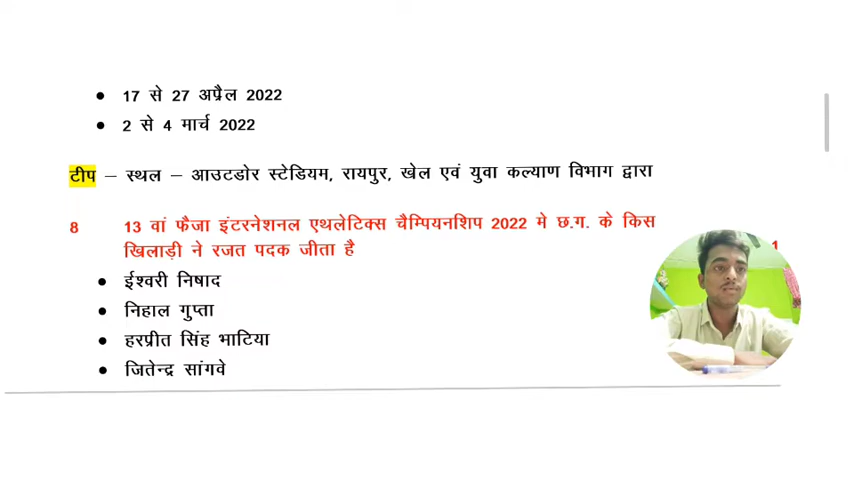 17 से 27 अप्रैल 2022
2 से 4 मार्च 2022
टीप – स्थल – आउटडोर स्टेडियम, रायपुर, खेल एवं युवा कल्याण विभाग द्वारा
8 13 वां फैजा इंटरनेशनल एथलेटिक्स चैम्पियनशिप 2022 मे छ.ग. के किस
खिलाड़ी ने रजत पदक जीता है 1
ईश्वरी निषाद
निहाल गुप्ता
हरप्रीत सिंह भाटिया
जितेन्द्र सांगवे